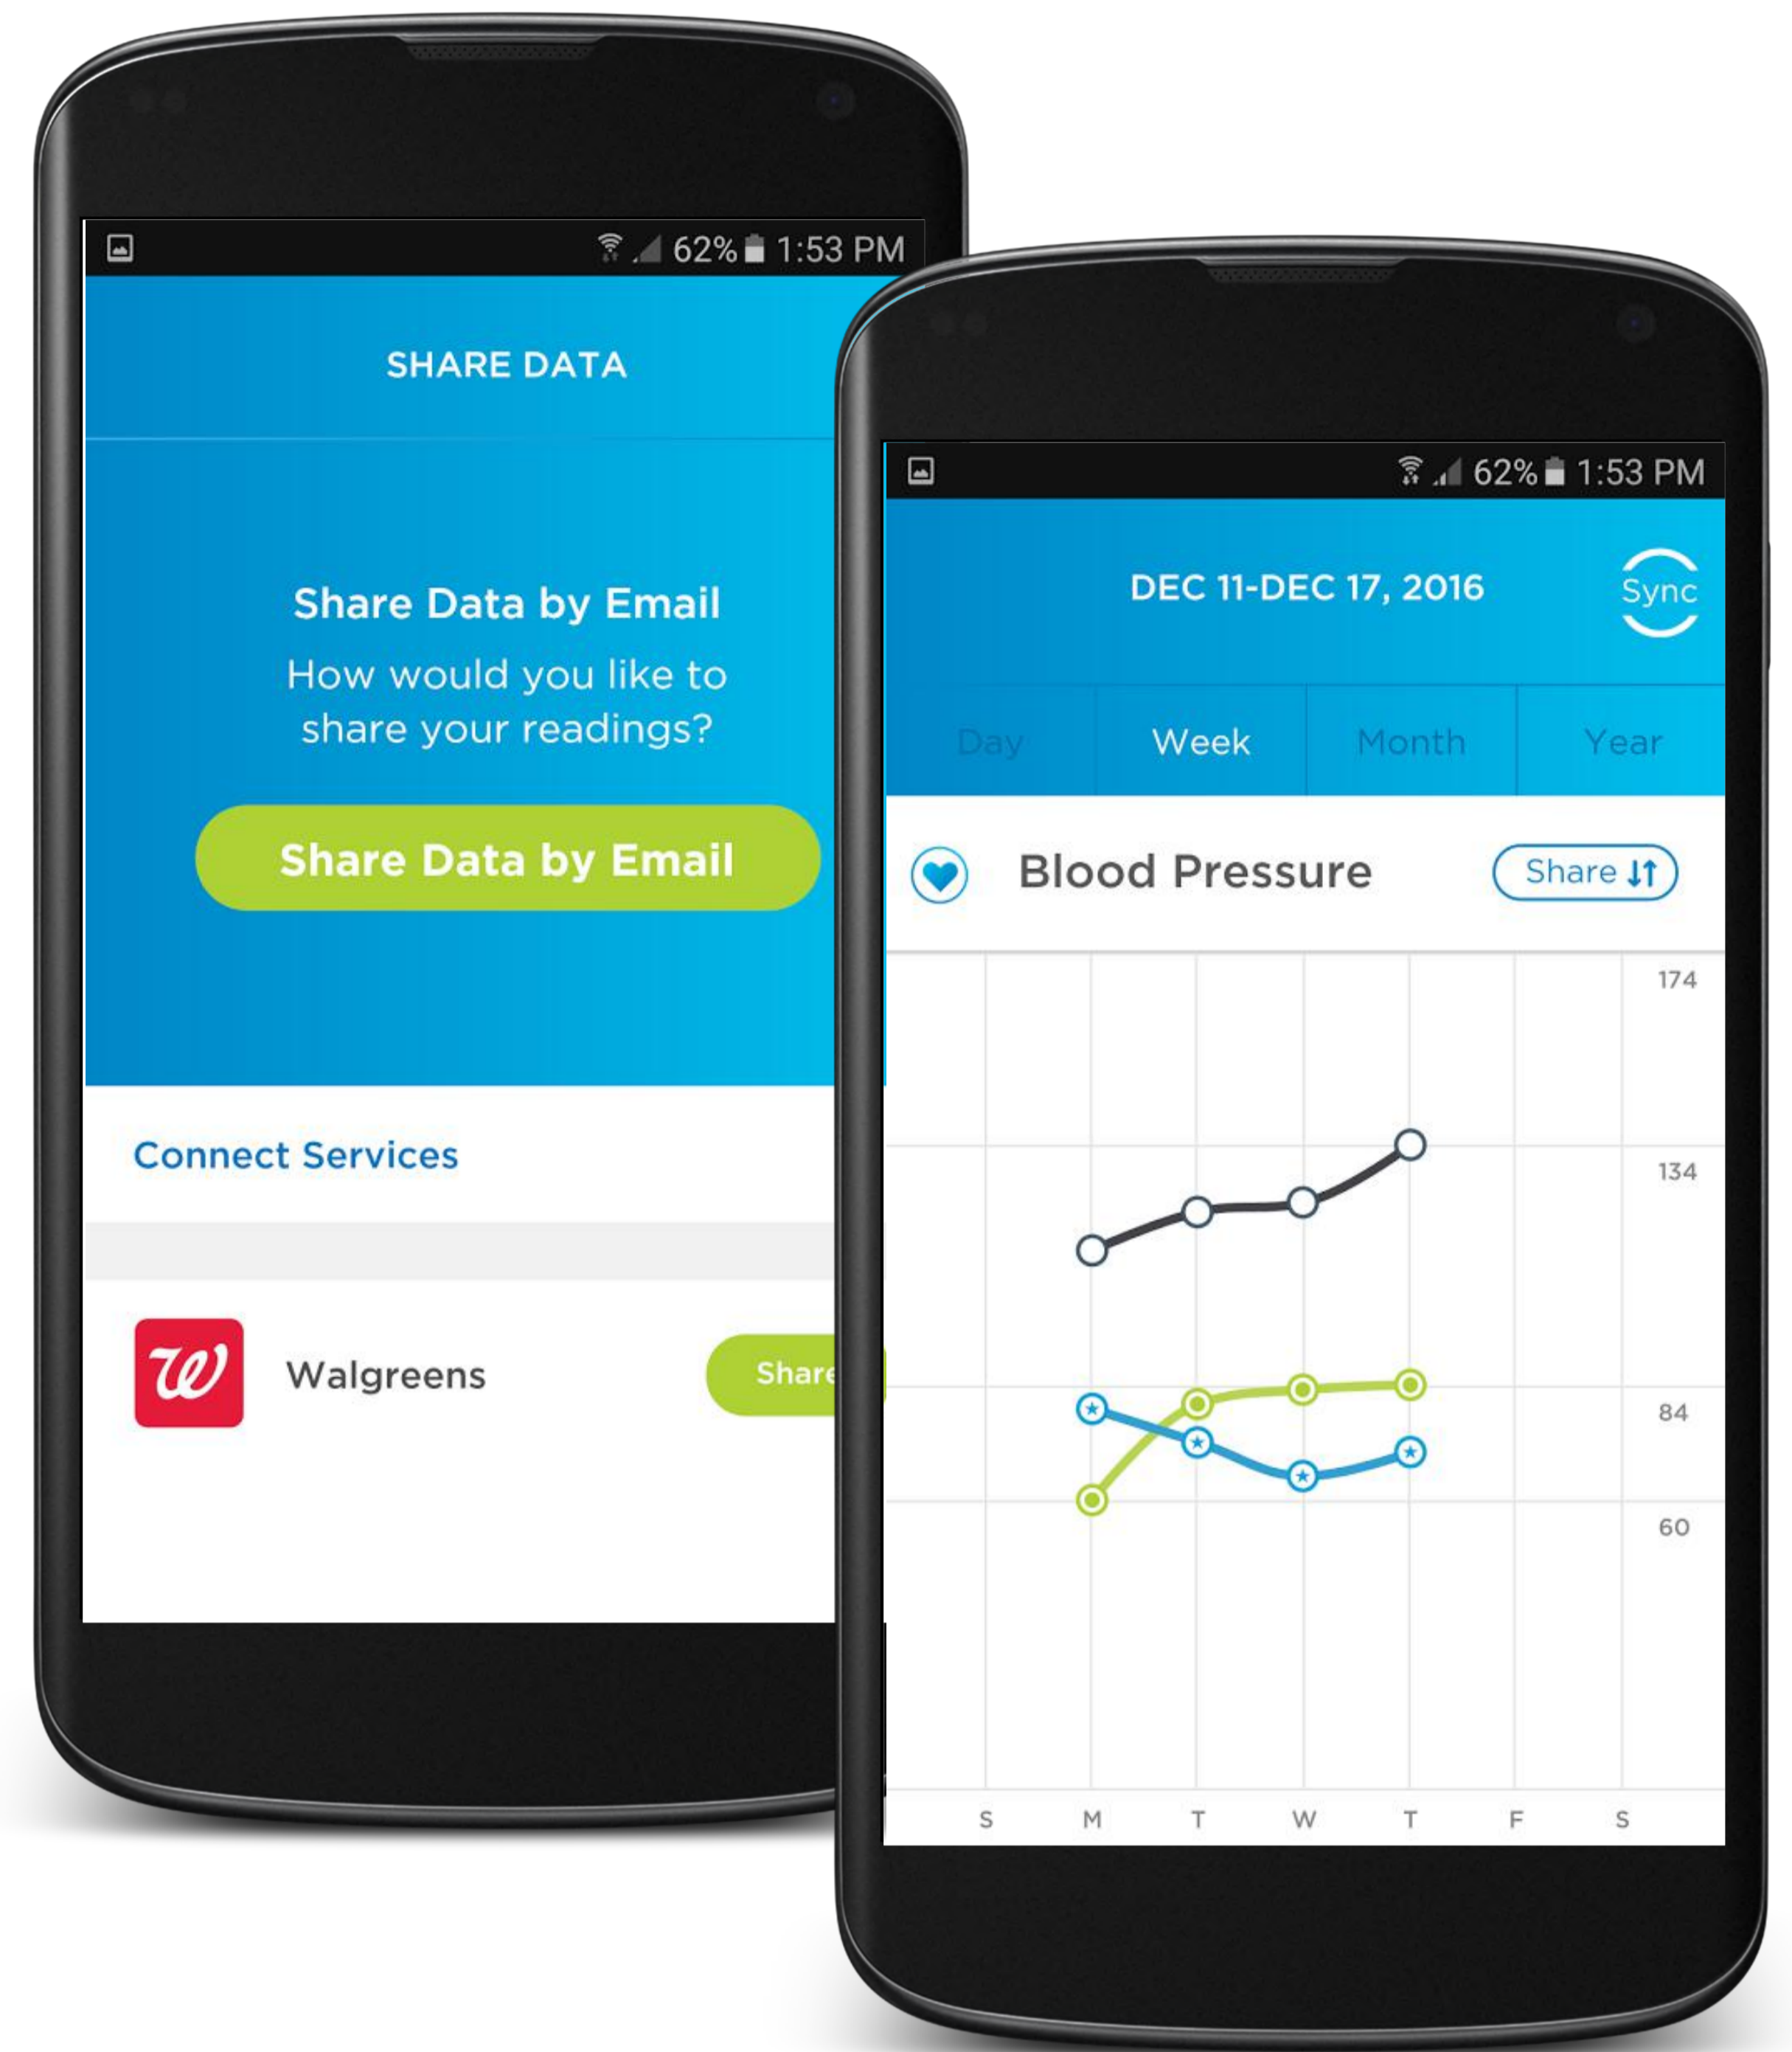 62% 1:53 PM
SHARE DATA
Share Data by Email
How would you like to
share your readings?
Share Data by Email
Connect Services
W
Walgreens
Share
62% 1:53 PM
DEC 11-DEC 17, 2016
Sync
Day
Week
Month
Year
Blood Pressure
Share
174
134
84
60
S M T W T F S